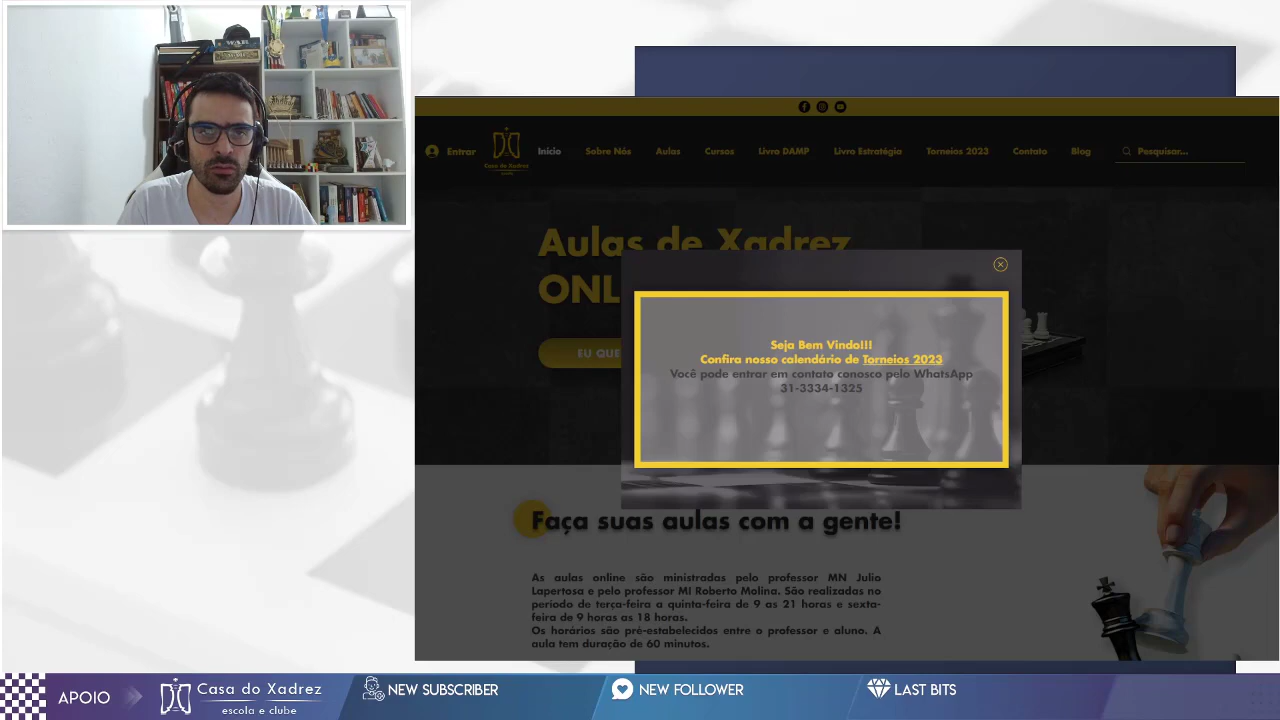 Entrar
Casa do Xadrez
Início
Sobre Nós
Aulas
Cursos
Livro DAMP
Livro Estratégia
Torneios 2023
Contato
Blog
Pesquisar...
Aulas de Xadrez
ONL
EU QUE
Seja Bem Vindo!!!
Confira nosso calendário de Torneios 2023
Você pode entrar em contato conosco pelo WhatsApp
31-3334-1325
Faça suas aulas com a gente!
As aulas online são ministradas pelo professor MN Julio
Lapertosa e pelo professor MI Roberto Molina. São realizadas no
período de terça-feira a quinta-feira de 9 as 21 horas e sexta-
feira de 9 horas as 18 horas.
Os horários são pré-estabelecidos entre o professor e aluno. A
aula tem duração de 60 minutos.
APOIO
Casa do Xadrez
escola e clube
NEW SUBSCRIBER
NEW FOLLOWER
LAST BITS